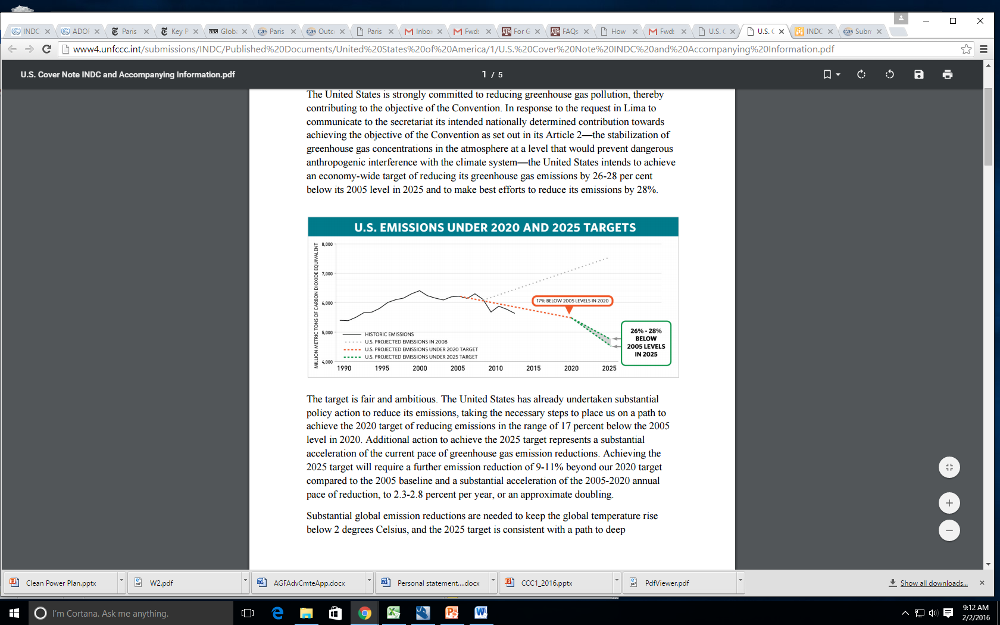 INDC
ADOP
Paris
Key P
BBC Globa
C2ES Paris
C2ES Outc
Paris
Inbox
Fwd:
ATM For G
ATM FAQs
How
Fwd:
U.S. C
U.S. C
INDC
C2ES Subm
www4.unfccc.int/submissions/INDC/Published%20Documents/United%20States%20of%20America/1/U.S.%20Cover%20Note%20INDC%20and%20Accompanying%20Information.pdf
U.S. Cover Note INDC and Accompanying Information.pdf
1 / 5
The United States is strongly committed to reducing greenhouse gas pollution, thereby
contributing to the objective of the Convention. In response to the request in Lima to
communicate to the secretariat its intended nationally determined contribution towards
achieving the objective of the Convention as set out in its Article 2—the stabilization of
greenhouse gas concentrations in the atmosphere at a level that would prevent dangerous
anthropogenic interference with the climate system—the United States intends to achieve
an economy-wide target of reducing its greenhouse gas emissions by 26-28 per cent
below its 2005 level in 2025 and to make best efforts to reduce its emissions by 28%.
U.S. EMISSIONS UNDER 2020 AND 2025 TARGETS
MILLION METRIC TONS OF CARBON DIOXIDE EQUIVALENT
8,000
7,000
6,000
5,000
4,000
17% BELOW 2005 LEVELS IN 2020
26% - 28%
BELOW
2005 LEVELS
IN 2025
HISTORIC EMISSIONS
U.S. PROJECTED EMISSIONS IN 2008
U.S. PROJECTED EMISSIONS UNDER 2020 TARGET
U.S. PROJECTED EMISSIONS UNDER 2025 TARGET
1990 1995 2000 2005 2010 2015 2020 2025
The target is fair and ambitious. The United States has already undertaken substantial
policy action to reduce its emissions, taking the necessary steps to place us on a path to
achieve the 2020 target of reducing emissions in the range of 17 percent below the 2005
level in 2020. Additional action to achieve the 2025 target represents a substantial
acceleration of the current pace of greenhouse gas emission reductions. Achieving the
2025 target will require a further emission reduction of 9-11% beyond our 2020 target
compared to the 2005 baseline and a substantial acceleration of the 2005-2020 annual
pace of reduction, to 2.3-2.8 percent per year, or an approximate doubling.
Substantial global emission reductions are needed to keep the global temperature rise
below 2 degrees Celsius, and the 2025 target is consistent with a path to deep
Clean Power Plan.pptx
W2.pdf
AGFAdvCmteApp.docx
Personal statement....docx
CCC1_2016.pptx
PdfViewer.pdf
Show all downloads...
I'm Cortana. Ask me anything.
9:12 AM
2/2/2016